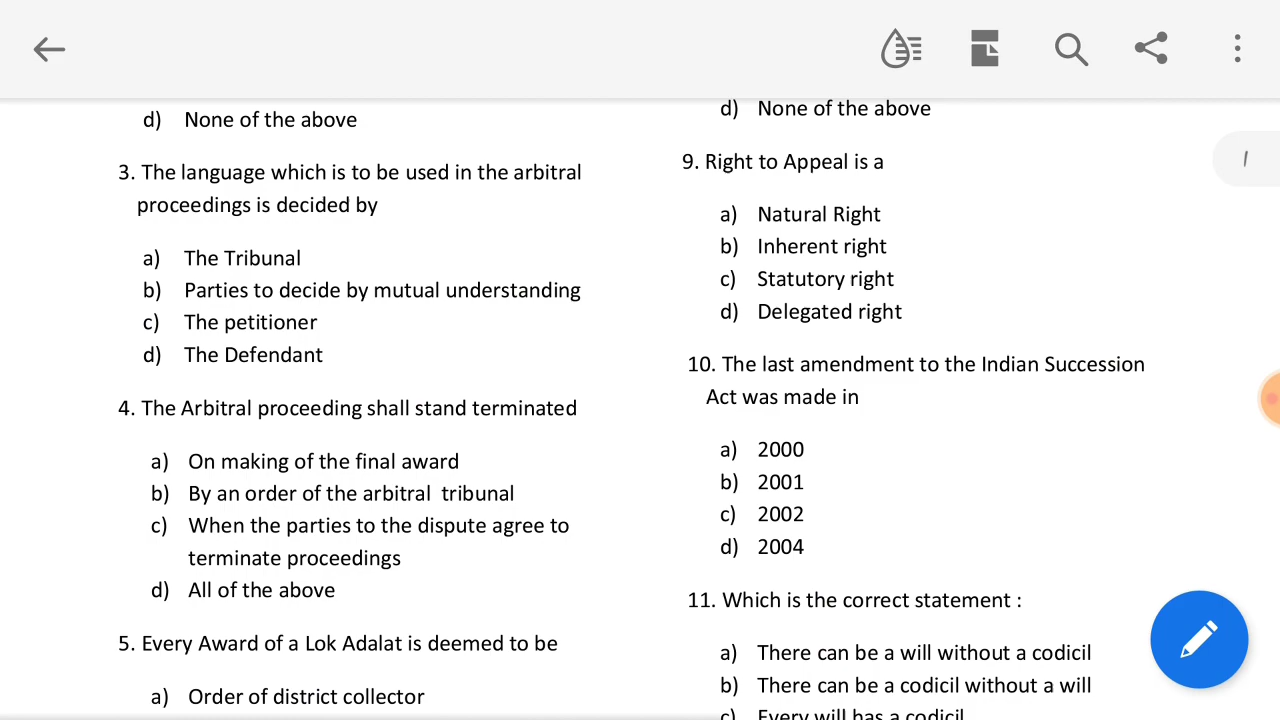 d) None of the above
3. The language which is to be used in the arbitral
proceedings is decided by
a) The Tribunal
b) Parties to decide by mutual understanding
c) The petitioner
d) The Defendant
4. The Arbitral proceeding shall stand terminated
a) On making of the final award
b) By an order of the arbitral tribunal
c) When the parties to the dispute agree to
terminate proceedings
d) All of the above
5. Every Award of a Lok Adalat is deemed to be
a) Order of district collector
d) None of the above
9. Right to Appeal is a
a) Natural Right
b) Inherent right
c) Statutory right
d) Delegated right
10. The last amendment to the Indian Succession
Act was made in
a) 2000
b) 2001
c) 2002
d) 2004
11. Which is the correct statement :
a) There can be a will without a codicil
b) There can be a codicil without a will
c) Every will has a codicil